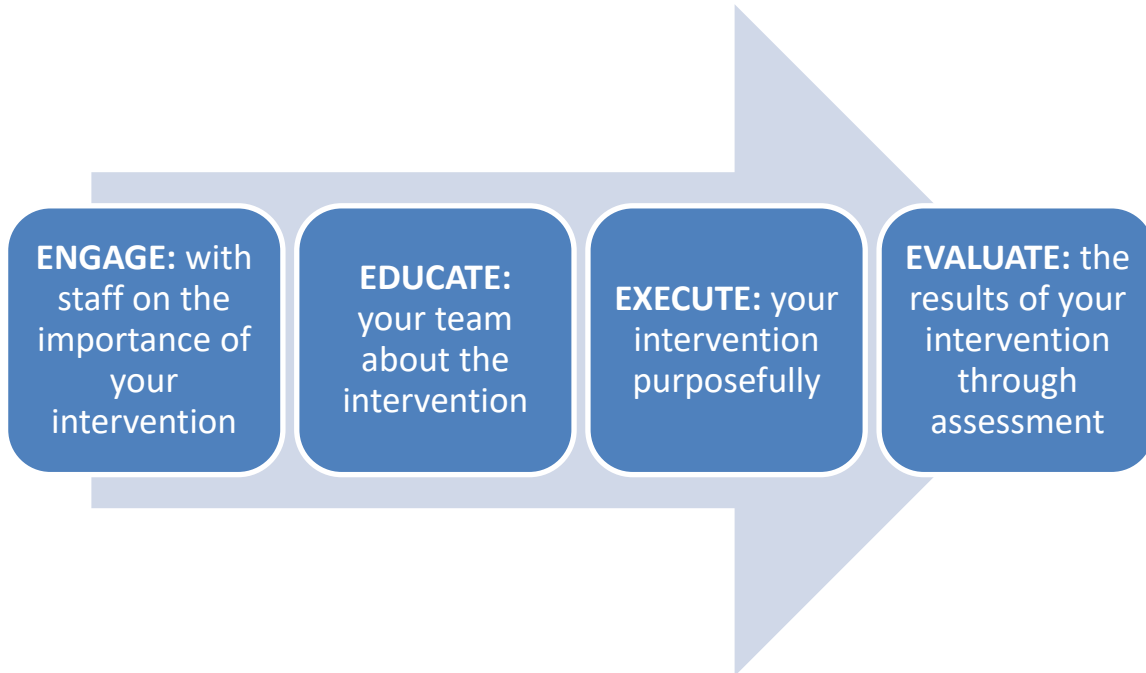 ENGAGE: with
staff on the
importance of
your
intervention
EDUCATE:
your team
about the
intervention
EXECUTE: your
intervention
purposefully
EVALUATE: the
results of your
intervention
through
assessment